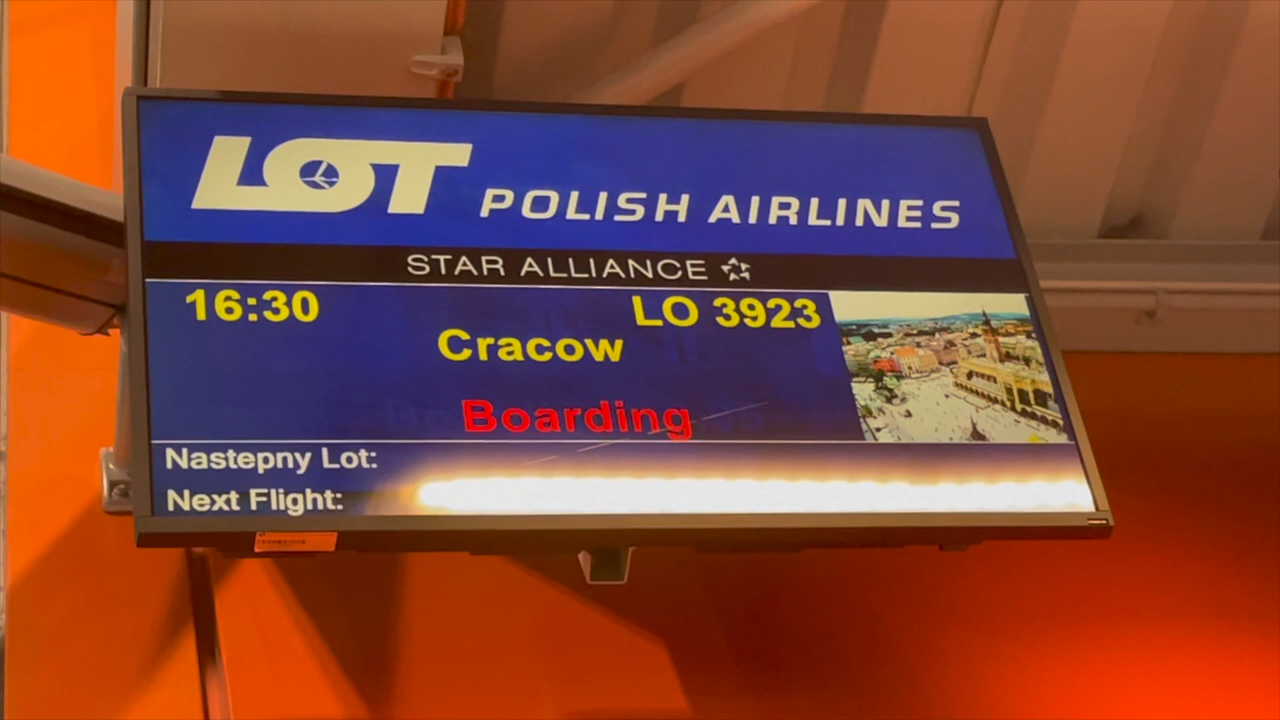 LOT POLISH AIRLINES
STAR ALLIANCE
16:30 LO 3923
Cracow
Boarding
Nastepny Lot:
Next Flight: